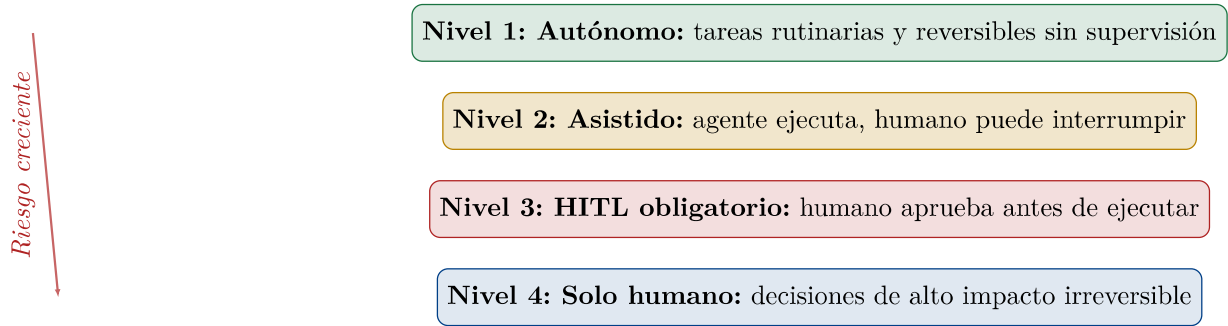 Nivel 1: Autónomo: tareas rutinarias y reversibles sin supervisión
Nivel 2: Asistido: agente ejecuta, humano puede interrumpir
Riesgo creciente
Nivel 3: HITL obligatorio: humano aprueba antes de ejecutar
Nivel 4: Solo humano: decisiones de alto impacto irreversible